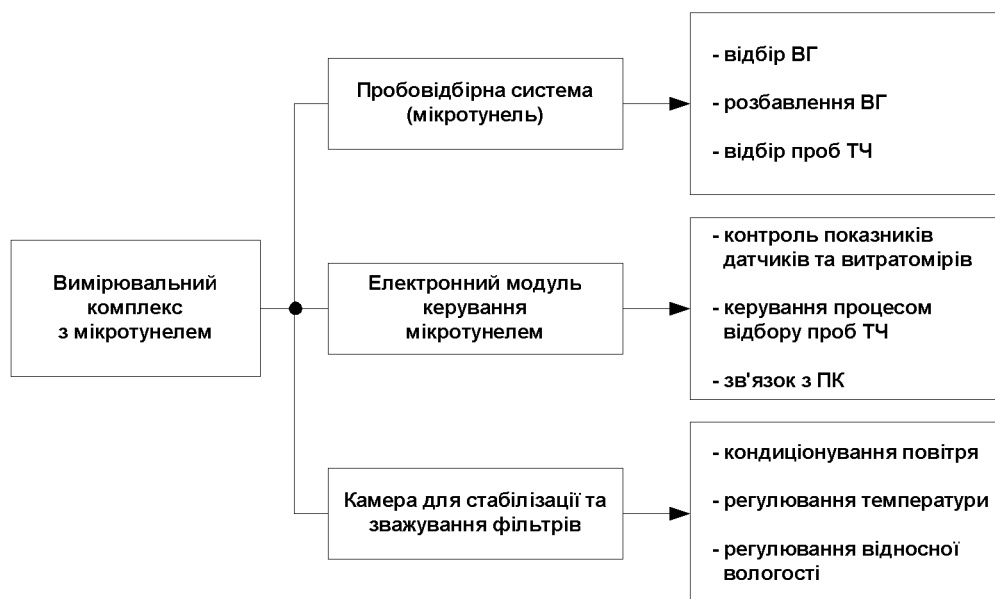 Вимірювальний
комплекс
з мікротунелем
Пробовідбірна система
(мікротунель)
- відбір ВГ
- розбавлення ВГ
- відбір проб ТЧ
Електронний модуль
керування
мікротунелем
- контроль показників
датчиків та витратомірів
- керування процесом
відбору проб ТЧ
- зв'язок з ПК
Камера для стабілізації та
зважування фільтрів
- кондиціонування повітря
- регулювання температури
- регулювання відносної
вологості